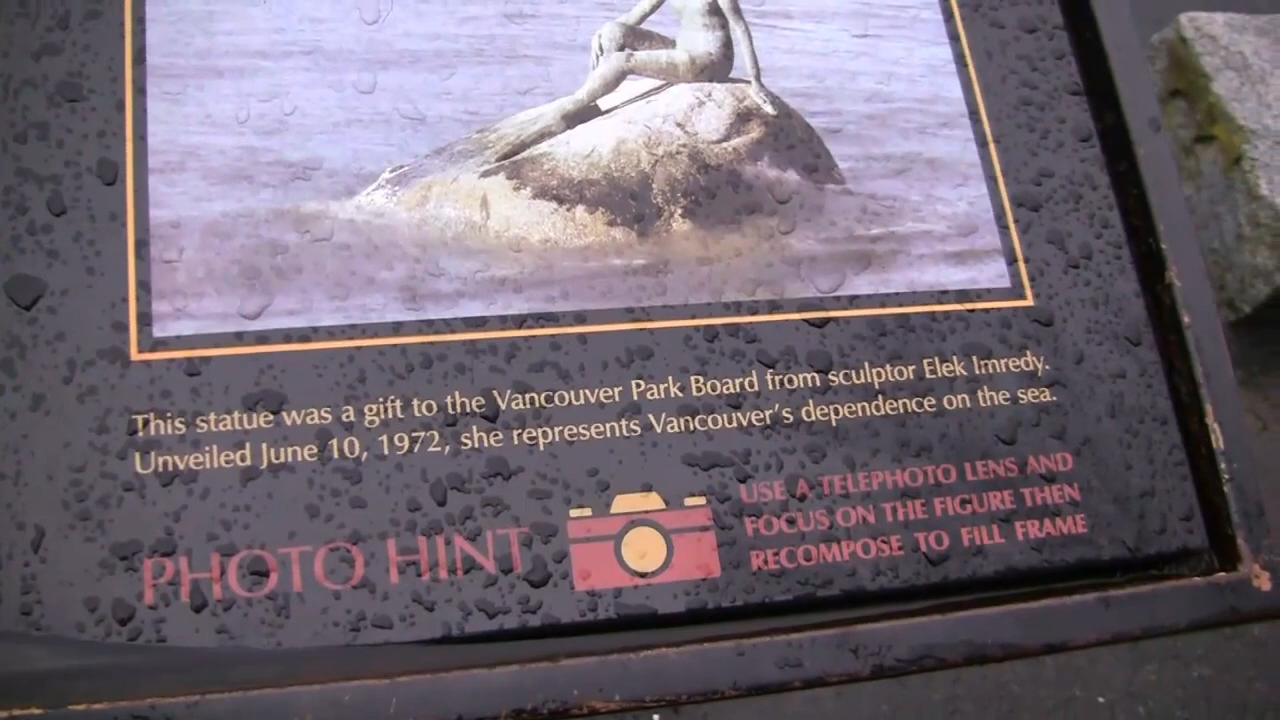 This statue was a gift to the Vancouver Park Board from sculptor Elek Imredy.
Unveiled June 10, 1972, she represents Vancouver's dependence on the sea.
PHOTO HINT
USE A TELEPHOTO LENS AND
FOCUS ON THE FIGURE THEN
RECOMPOSE TO FILL FRAME